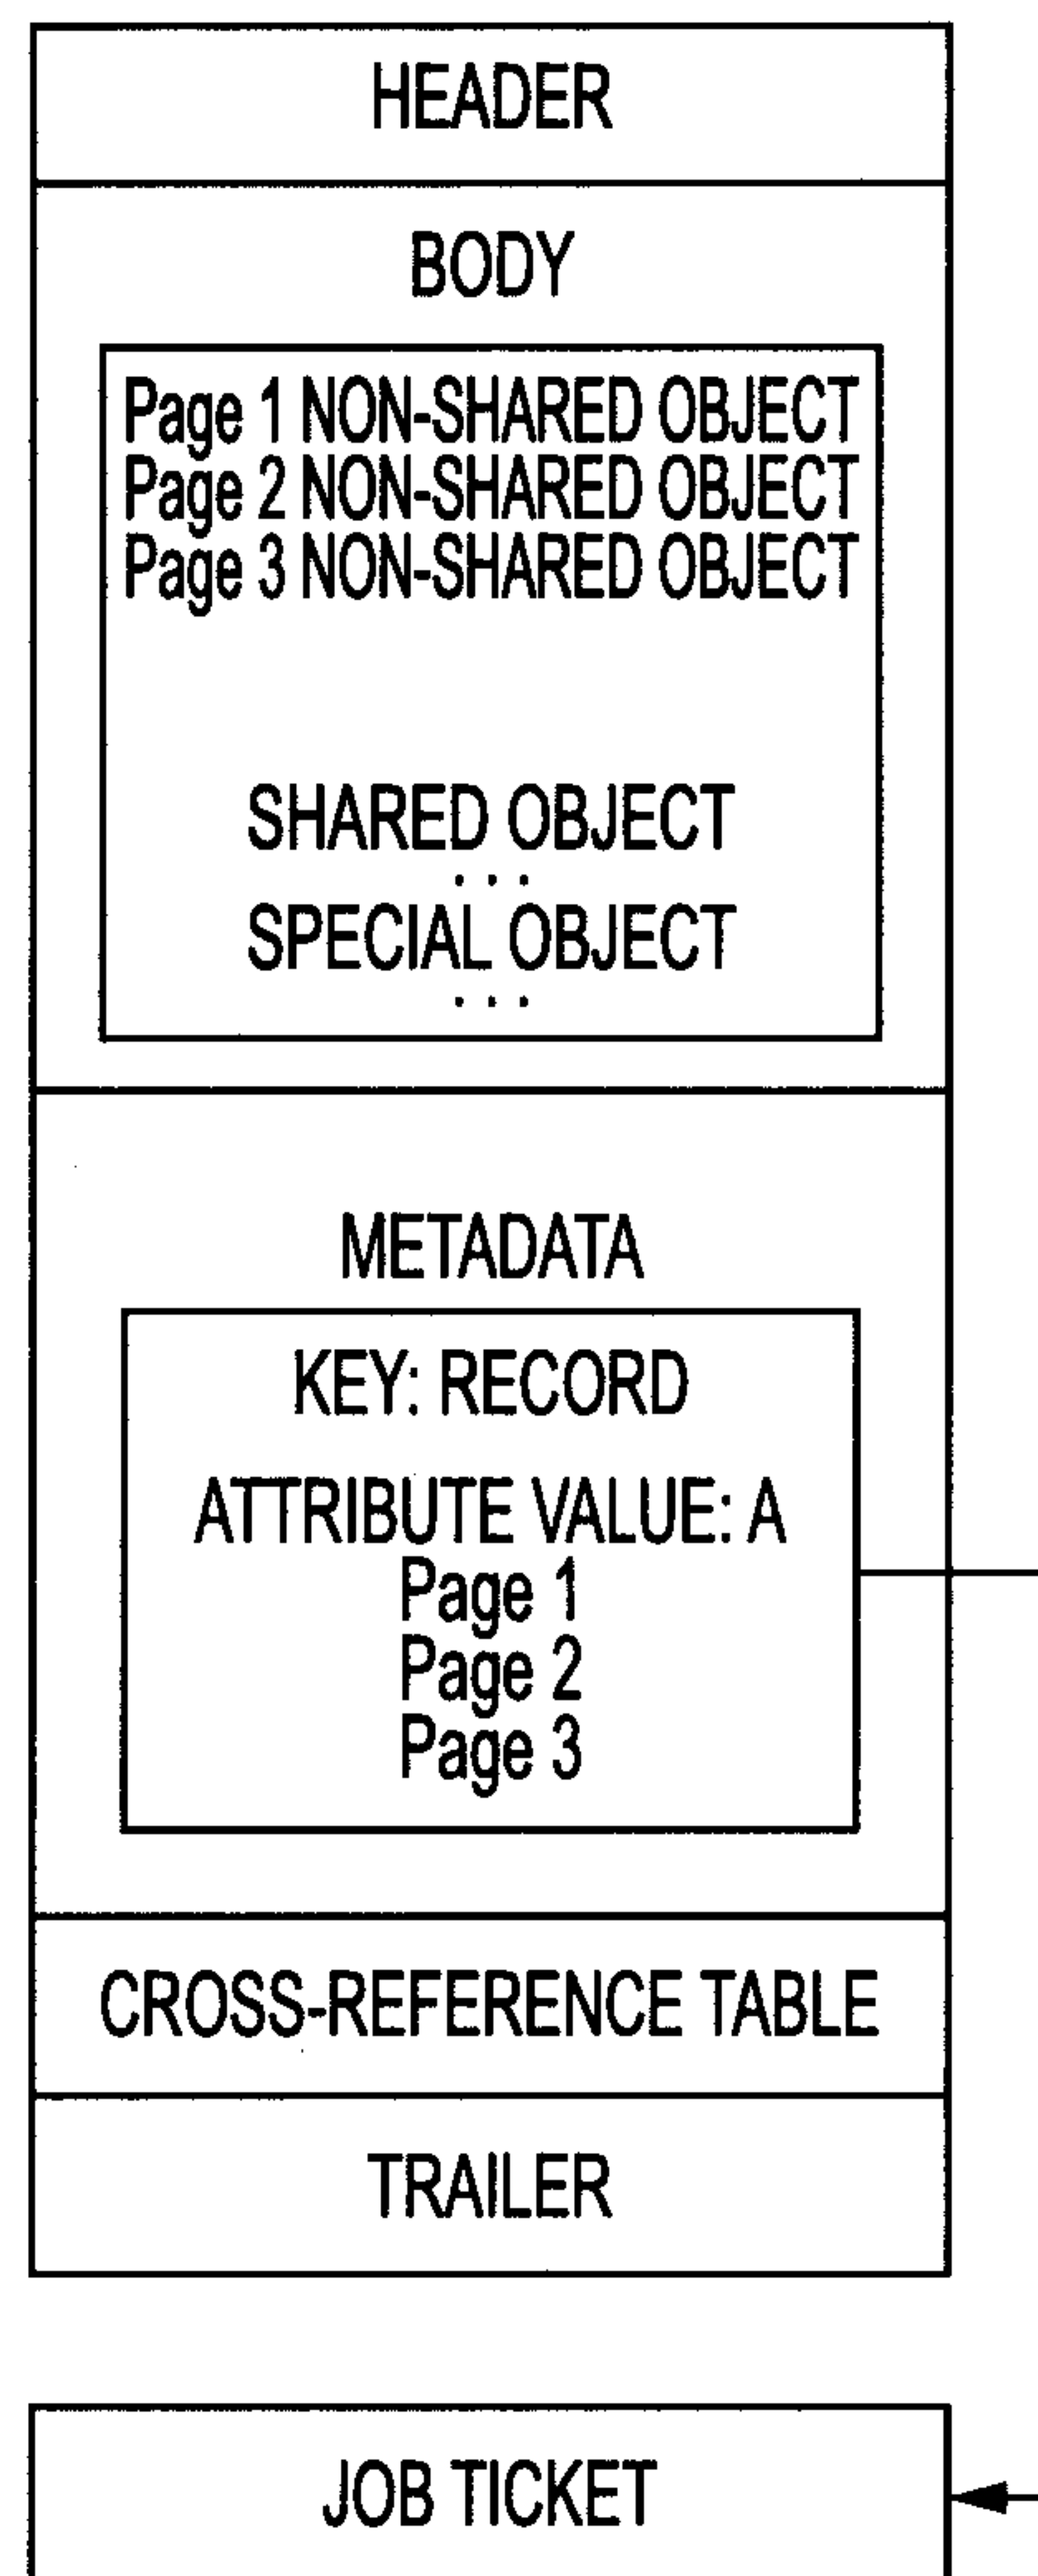 HEADER
BODY
Page 1 NON-SHARED OBJECT
Page 2 NON-SHARED OBJECT
Page 3 NON-SHARED OBJECT
SHARED OBJECT
...
SPECIAL OBJECT
...
METADATA
KEY: RECORD
ATTRIBUTE VALUE: A
Page 1
Page 2
Page 3
CROSS-REFERENCE TABLE
TRAILER
JOB TICKET